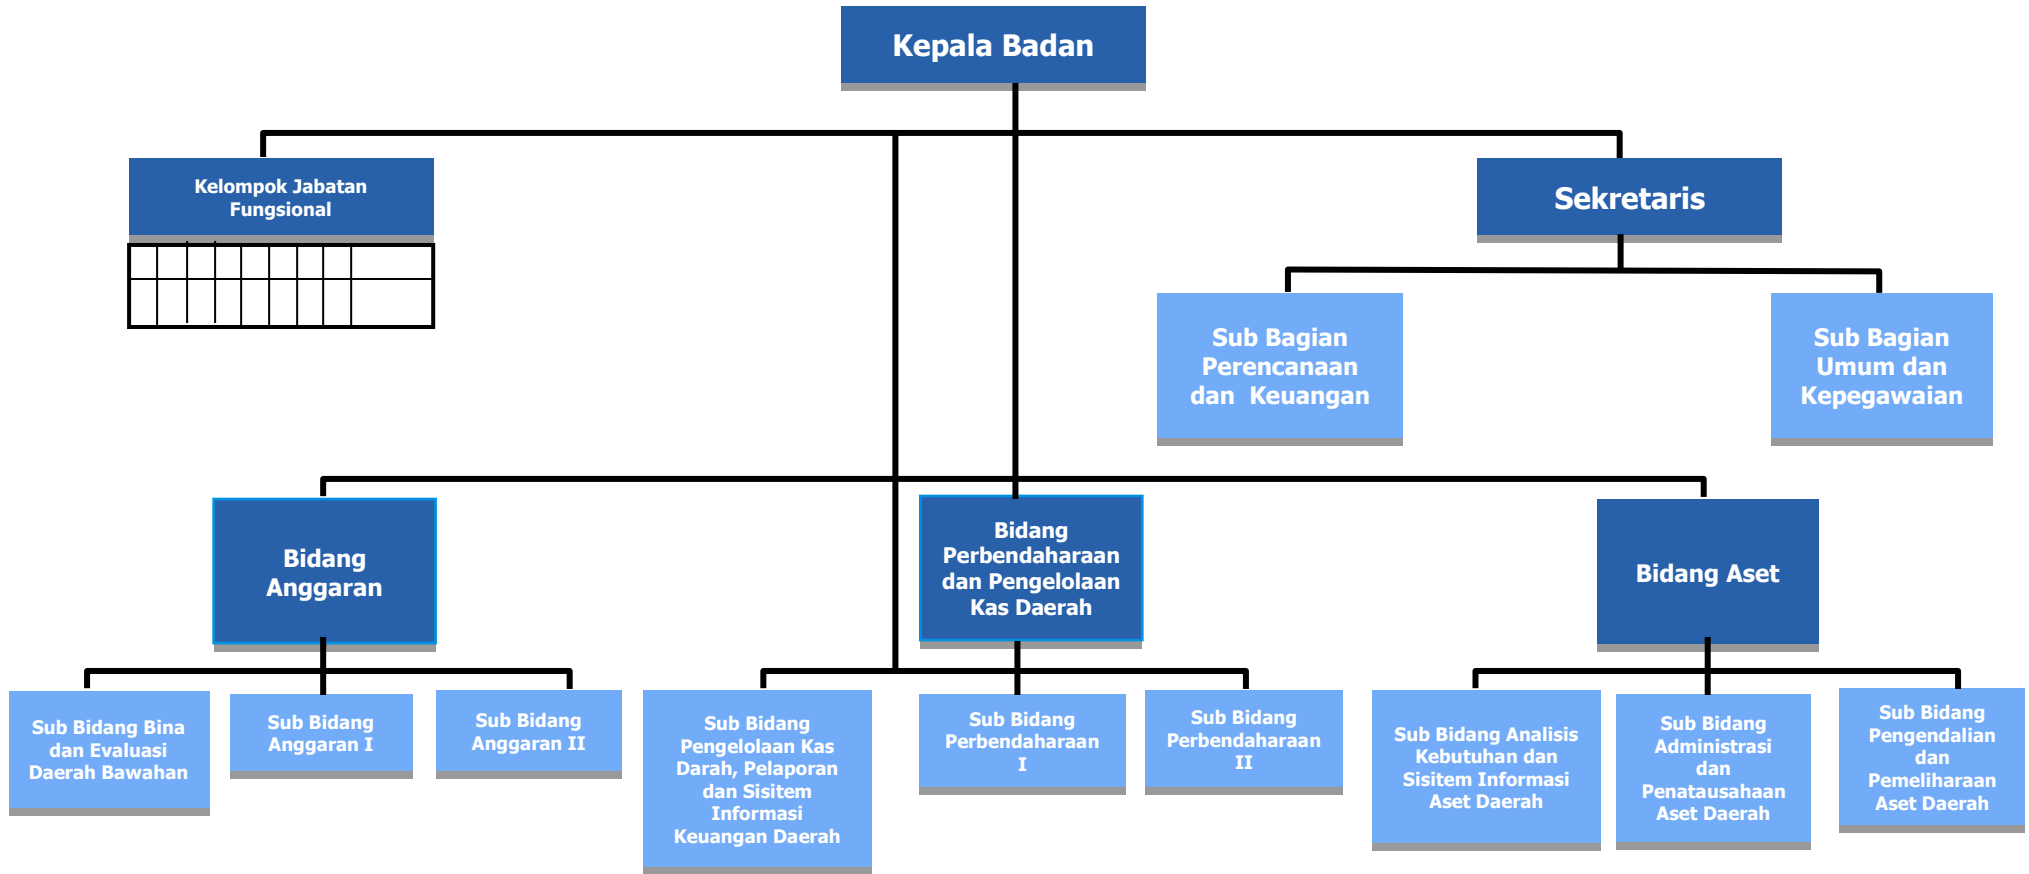 Kepala Badan
Kelompok Jabatan
Fungsional
Sekretaris
Sub Bagian
Perencanaan
dan  Keuangan
Sub Bagian
Umum dan
Kepegawaian
Bidang
Anggaran
Bidang
Perbendaharaan
dan Pengelolaan
Kas Daerah
Bidang Aset
Sub Bidang Bina
dan Evaluasi
Daerah Bawahan
Sub Bidang
Anggaran I
Sub Bidang
Anggaran II
Sub Bidang
Pengelolaan Kas
Darah, Pelaporan
dan Sisitem
Informasi
Keuangan Daerah
Sub Bidang
Perbendaharaan
I
Sub Bidang
Perbendaharaan
II
Sub Bidang Analisis
Kebutuhan dan
Sisitem Informasi
Aset Daerah
Sub Bidang
Administrasi
dan
Penatausahaan
Aset Daerah
Sub Bidang
Pengendalian
dan
Pemeliharaan
Aset Daerah